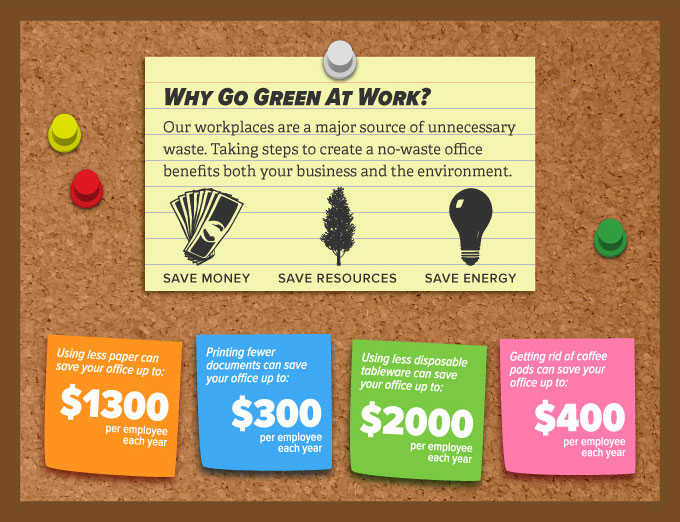 WHY GO GREEN AT WORK?
Our workplaces are a major source of unnecessary
waste. Taking steps to create a no-waste office
benefits both your business and the environment.
SAVE MONEY SAVE RESOURCES SAVE ENERGY
Using less paper can
save your office up to:
$1300
per employee
each year
Printing fewer
documents can save
your office up to:
$300
per employee
each year
Using less disposable
tableware can save
your office up to:
$2000
per employee
each year
Getting rid of coffee
pods can save your
office up to:
$400
per employee
each year